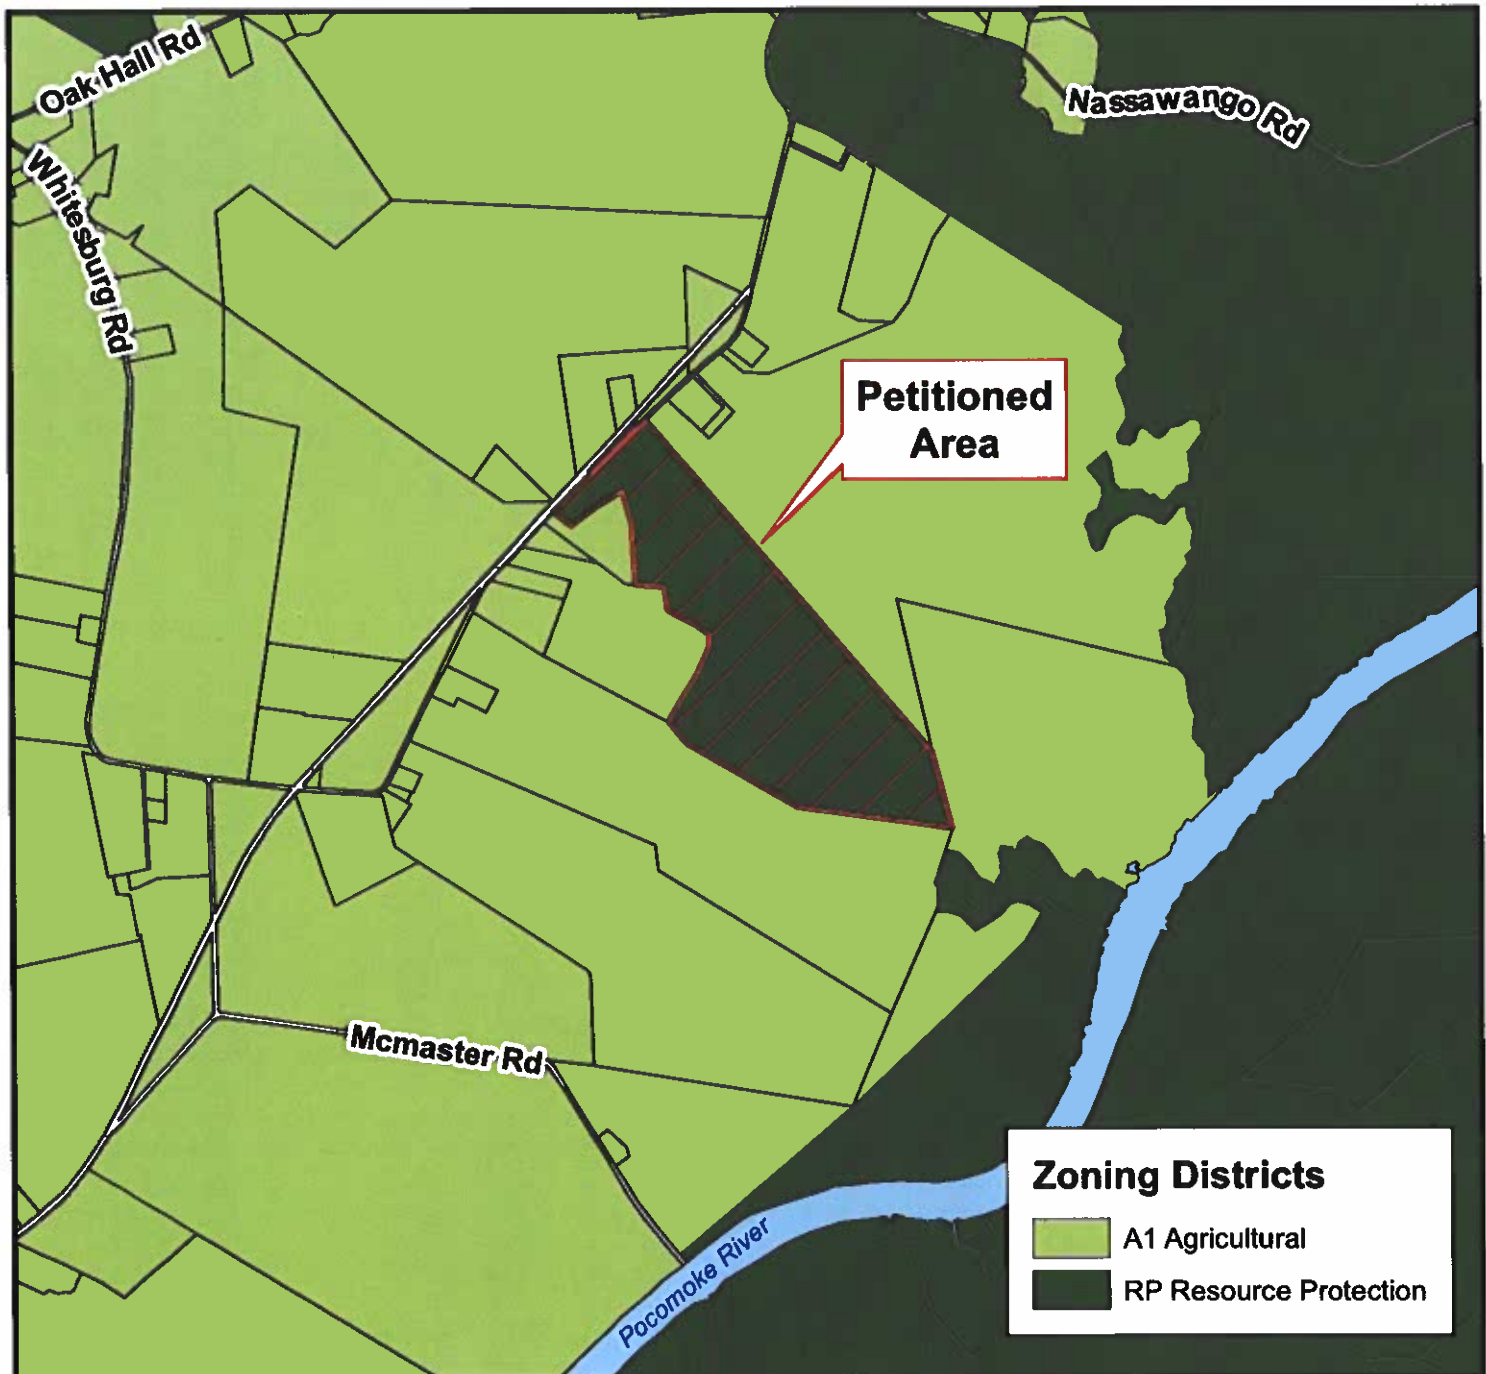 Oak Hall Rd
Nassawango Rd
Whitesburg Rd
Petitioned
Area
Mcmaster Rd
Zoning Districts
A1 Agricultural
RP Resource Protection
Pocomoke River